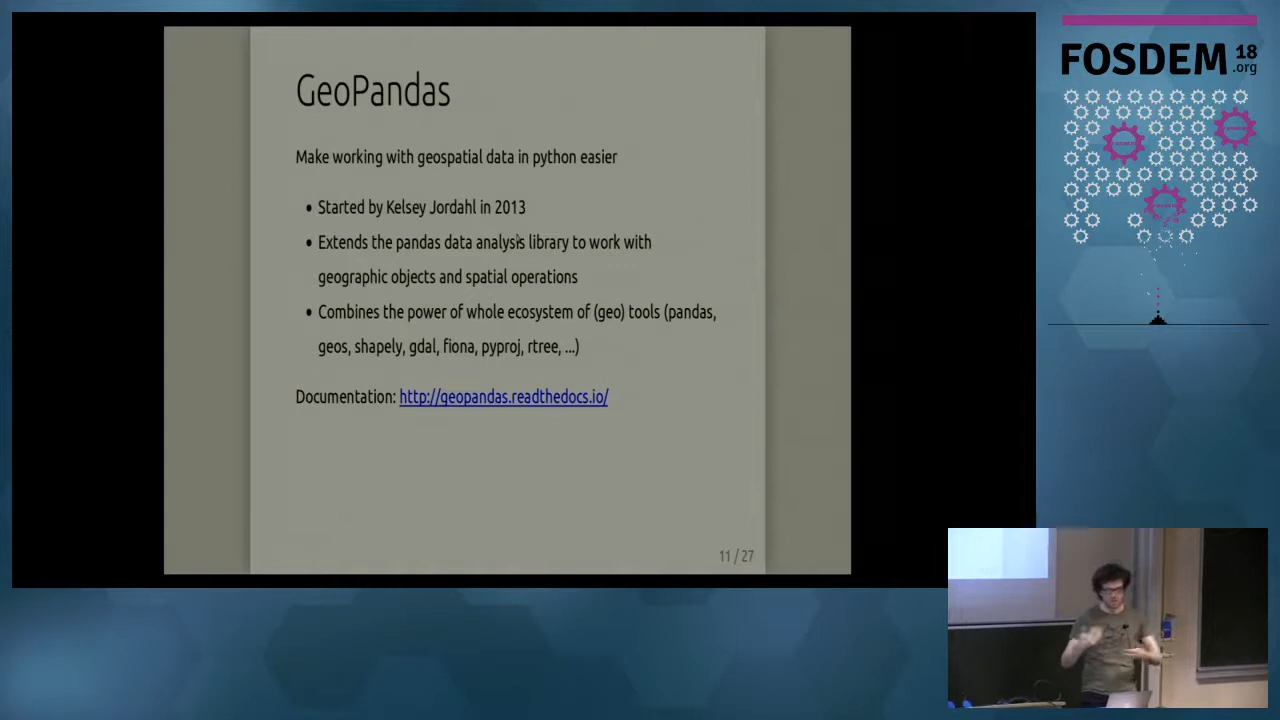 GeoPandas
Make working with geospatial data in python easier
• Started by Kelsey Jordahl in 2013
• Extends the pandas data analysis library to work with
geographic objects and spatial operations
• Combines the power of whole ecosystem of (geo) tools (pandas,
geos, shapely, gdal, fiona, pyproj, rtree, ...)
Documentation: http://geopandas.readthedocs.io/
11 / 27
FOSDEM 18
.org